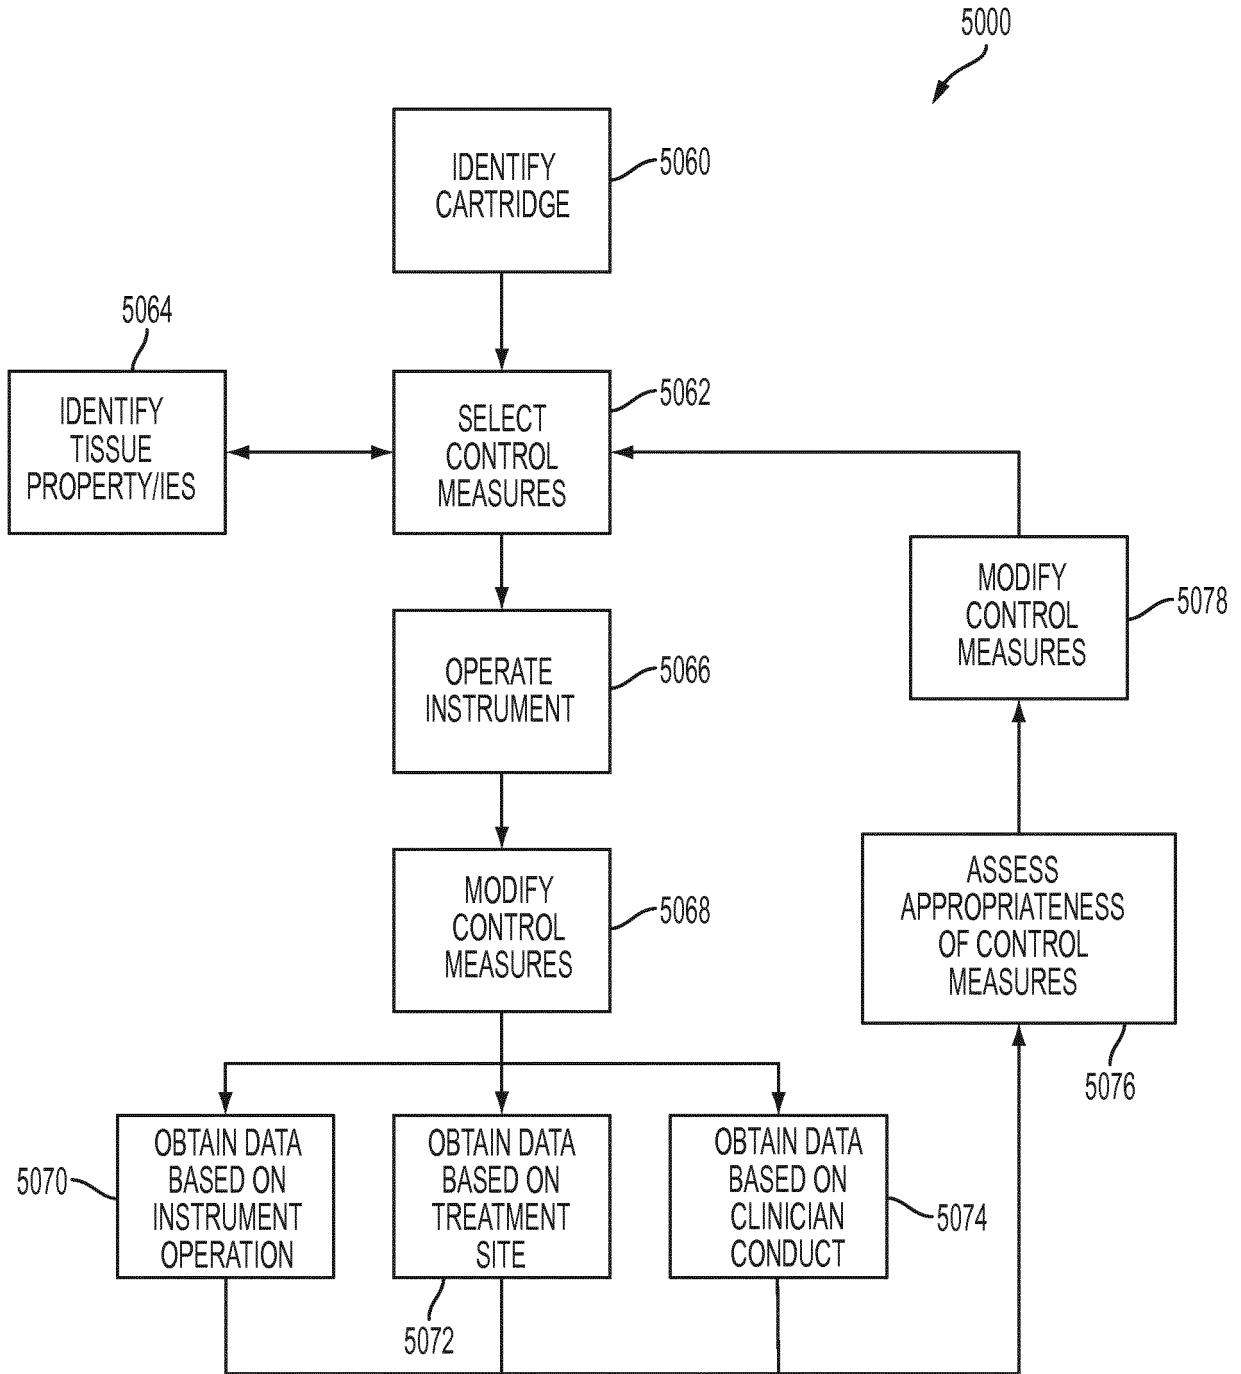 5000
IDENTIFY
CARTRIDGE
5060
5064
IDENTIFY
TISSUE
PROPERTY/IES
SELECT
CONTROL
MEASURES
5062
OPERATE
INSTRUMENT
5066
MODIFY
CONTROL
MEASURES
5078
MODIFY
CONTROL
MEASURES
5068
ASSESS
APPROPRIATENESS
OF CONTROL
MEASURES
5076
5070
OBTAIN DATA
BASED ON
INSTRUMENT
OPERATION
OBTAIN DATA
BASED ON
TREATMENT
SITE
5072
OBTAIN DATA
BASED ON
CLINICIAN
CONDUCT
5074